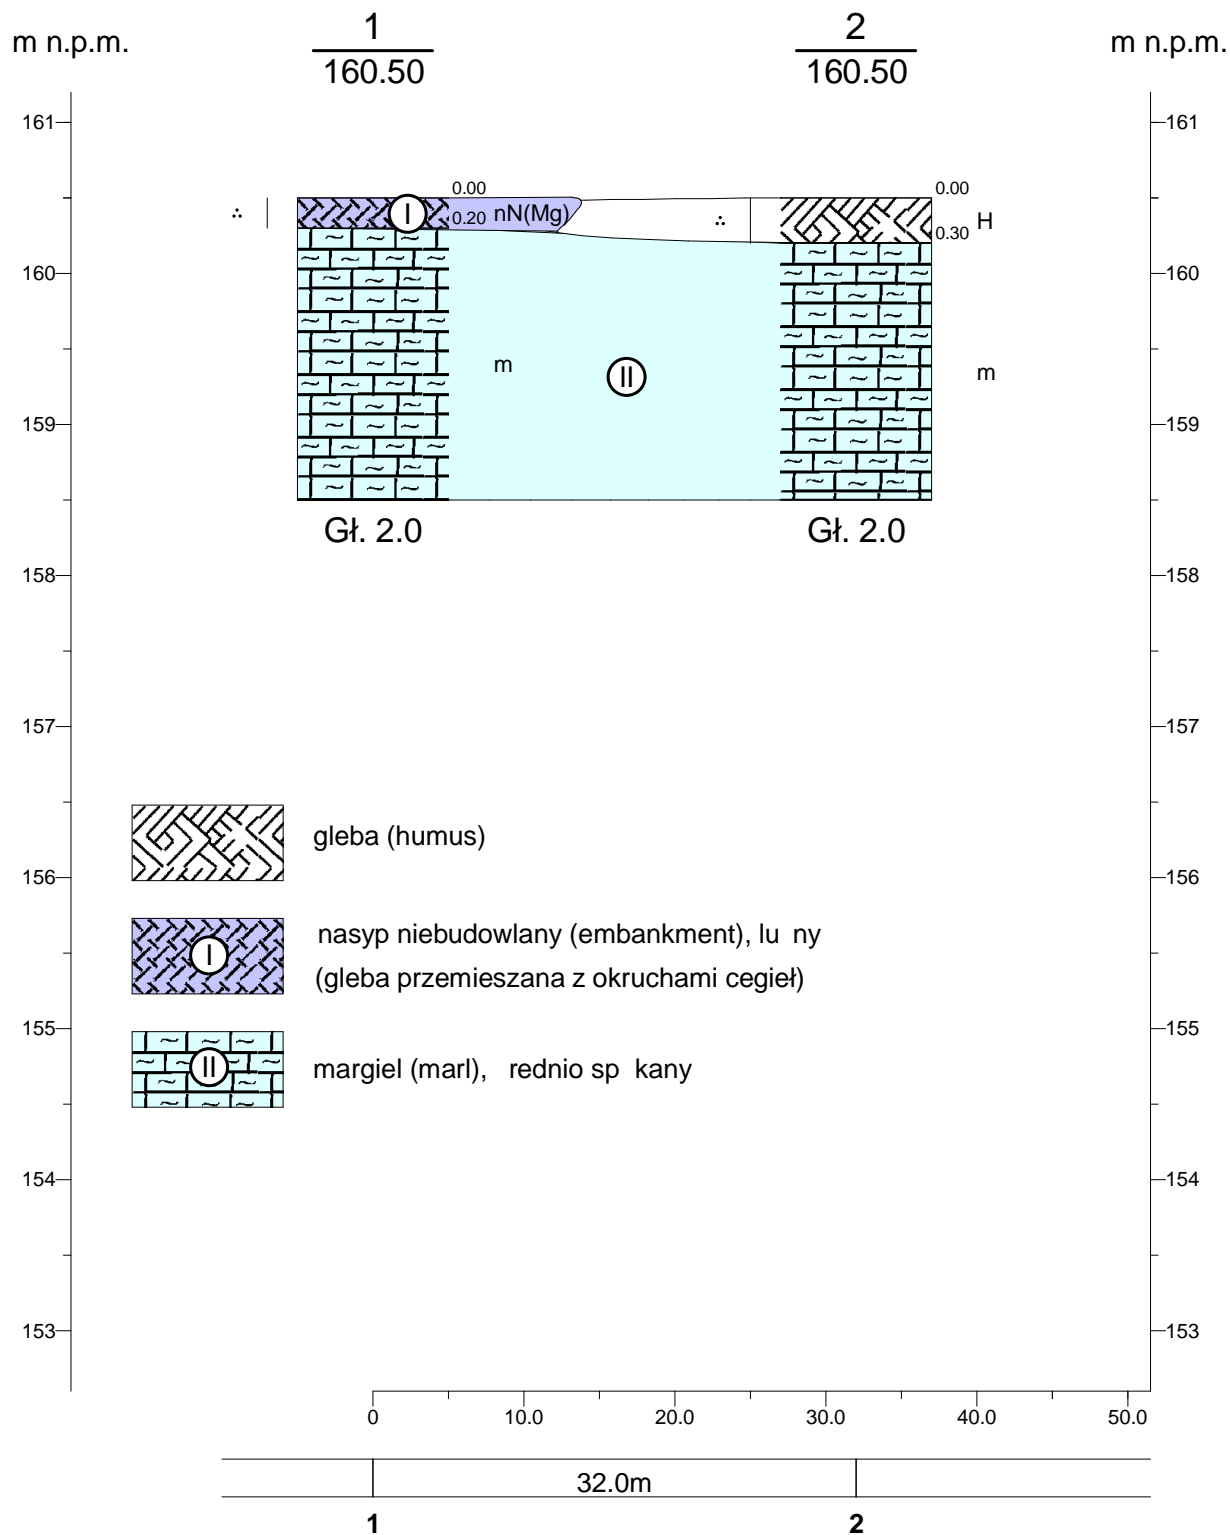 1
2
m n.p.m.
m n.p.m.
160.50
160.50
161
161
0.00
0.00
I
0.20
nN(Mg)
H
0.30
160
160
m
II
m
159
159
Gł. 2.0
Gł. 2.0
158
158
157
157
gleba (humus)
156
156
nasyp niebudowlany (embankment), lu ny
I
(gleba przemieszana z okruchami cegieł)
155
155
II
margiel (marl), rednio sp kany
154
154
153
153
0 10.0 20.0 30.0 40.0 50.0
32.0m
1
2